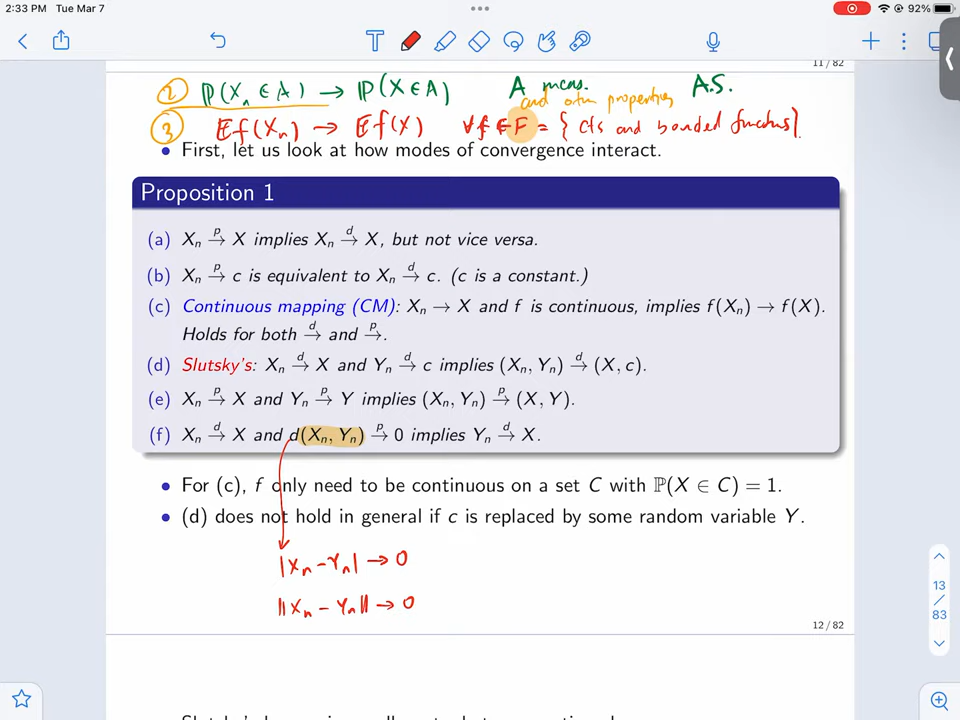 2:33 PM Tue Mar 7
92%
11 / 82
② ℙ(Xₙ ∈ A) → ℙ(X ∈ A) A meas. A.S.
and other properties
③ 𝔼f(Xₙ) → 𝔼f(X) ∀f ∈ F = { cts and bounded functions }.
• First, let us look at how modes of convergence interact.
Proposition 1
(a) Xₙ →ᵖ X implies Xₙ →ᵈ X, but not vice versa.
(b) Xₙ →ᵖ c is equivalent to Xₙ →ᵈ c. (c is a constant.)
(c) Continuous mapping (CM): Xₙ → X and f is continuous, implies f(Xₙ) → f(X).
Holds for both →ᵈ and →ᵖ.
(d) Slutsky's: Xₙ →ᵈ X and Yₙ →ᵈ c implies (Xₙ, Yₙ) →ᵈ (X, c).
(e) Xₙ →ᵖ X and Yₙ →ᵖ Y implies (Xₙ, Yₙ) →ᵖ (X, Y).
(f) Xₙ →ᵈ X and d(Xₙ, Yₙ) →ᵖ 0 implies Yₙ →ᵈ X.
• For (c), f only need to be continuous on a set C with ℙ(X ∈ C) = 1.
• (d) does not hold in general if c is replaced by some random variable Y.
|Xₙ − Yₙ| → 0
‖Xₙ − Yₙ‖ → 0
13
/
83
12 / 82